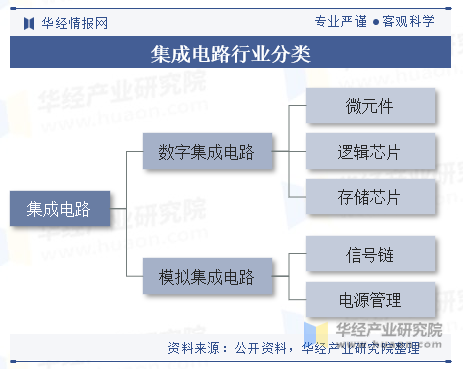 华经情报网
专业严谨 ● 客观科学
集成电路行业分类
集成电路
数字集成电路
模拟集成电路
微元件
逻辑芯片
存储芯片
信号链
电源管理
华经产业研究院
www.huaon.com
资料来源：公开资料，华经产业研究院整理